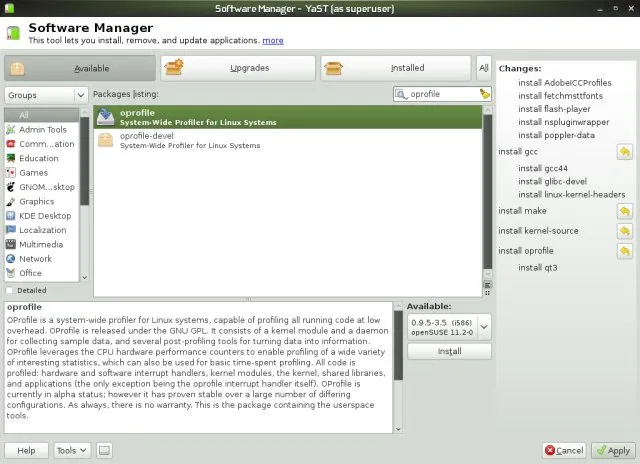 Software Manager - YaST (as superuser)
Software Manager
This tool lets you install, remove, and update applications. more
Available
Upgrades
Installed
All
Groups
Packages listing:
oprofile
All
Admin Tools
Comm...ation
Education
Games
GNOM...sktop
Graphics
KDE Desktop
Localization
Multimedia
Network
Office
Detailed
oprofile
System-Wide Profiler for Linux Systems
oprofile-devel
System-Wide Profiler for Linux Systems
Changes:
install AdobeICCProfiles
install fetchmsttfonts
install flash-player
install nspluginwrapper
install poppler-data
install gcc
install gcc44
install glibc-devel
install linux-kernel-headers
install make
install kernel-source
install oprofile
install qt3
oprofile
OProfile is a system-wide profiler for Linux systems, capable of profiling all running code at low
overhead. OProfile is released under the GNU GPL. It consists of a kernel module and a daemon
for collecting sample data, and several post-profiling tools for turning data into information.
OProfile leverages the CPU hardware performance counters to enable profiling of a wide variety
of interesting statistics, which can also be used for basic time-spent profiling. All code is
profiled: hardware and software interrupt handlers, kernel modules, the kernel, shared libraries,
and applications (the only exception being the oprofile interrupt handler itself). OProfile is
currently in alpha status; however it has proven stable over a large number of differing
configurations. As always, there is no warranty. This is the package containing the userspace
tools.
Available:
0.9.5-3.5 (i586)
openSUSE 11.2-0
Install
Help
Tools
Cancel
Apply